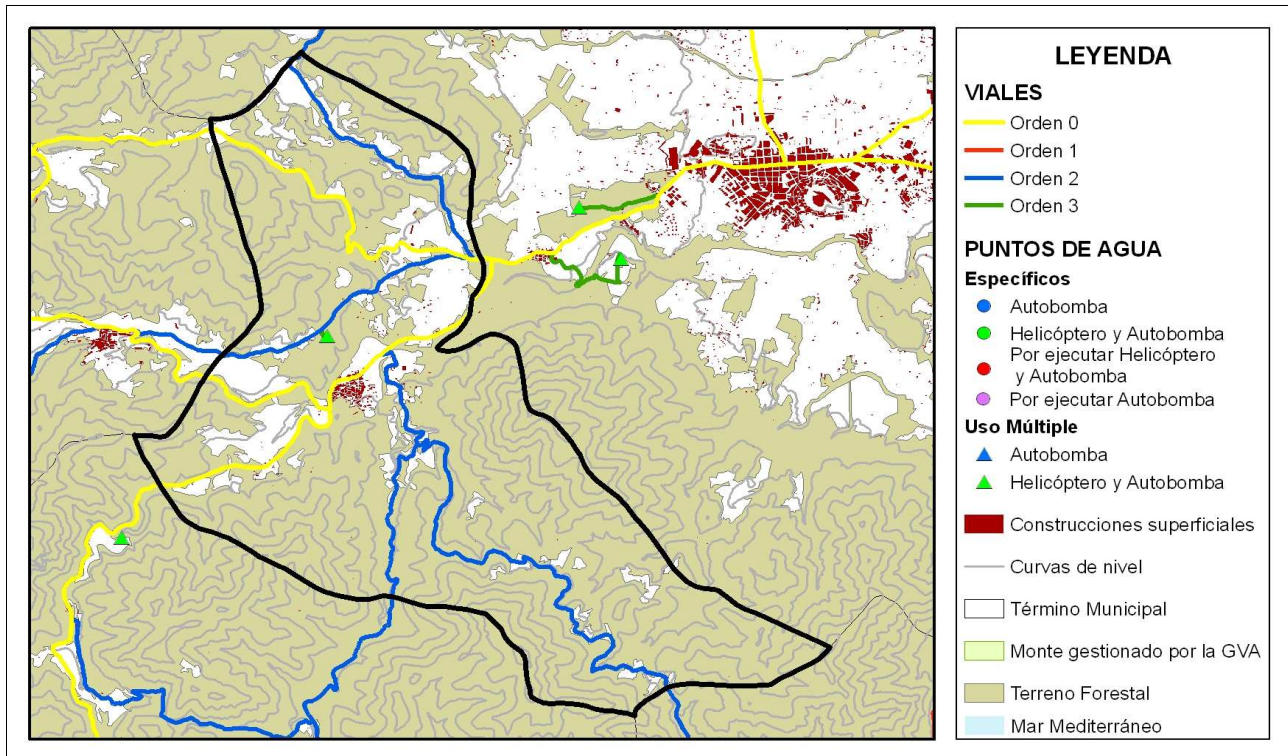 LEYENDA
VIALES
Orden 0
Orden 1
Orden 2
Orden 3
PUNTOS DE AGUA
Específicos
Autobomba
Helicóptero y Autobomba
Por ejecutar Helicóptero
y Autobomba
Por ejecutar Autobomba
Uso Múltiple
Autobomba
Helicóptero y Autobomba
Construcciones superficiales
Curvas de nivel
Término Municipal
Monte gestionado por la GVA
Terreno Forestal
Mar Mediterráneo